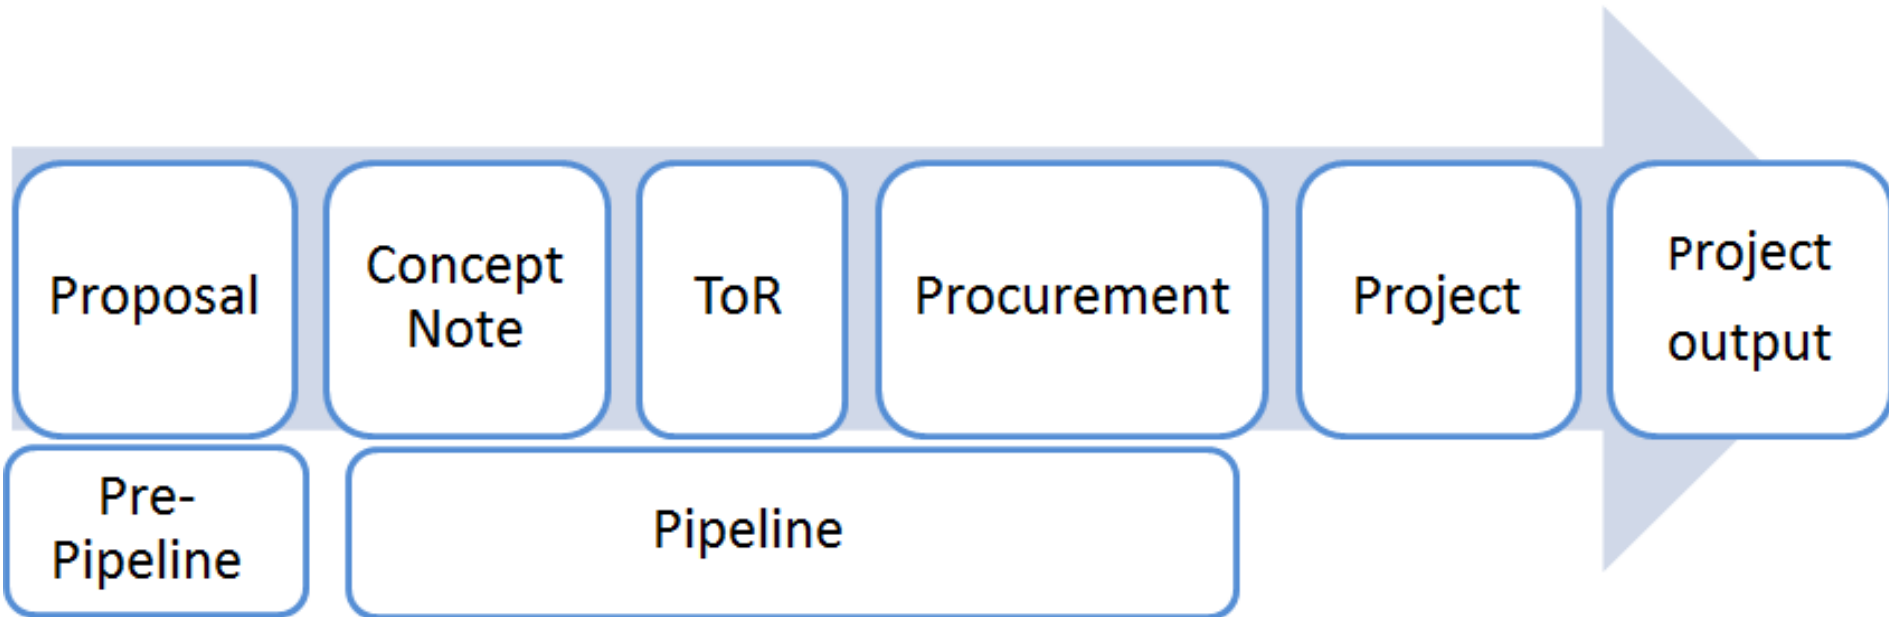 Proposal
Concept
Note
ToR
Procurement
Project
Project
output
Pre-
Pipeline
Pipeline